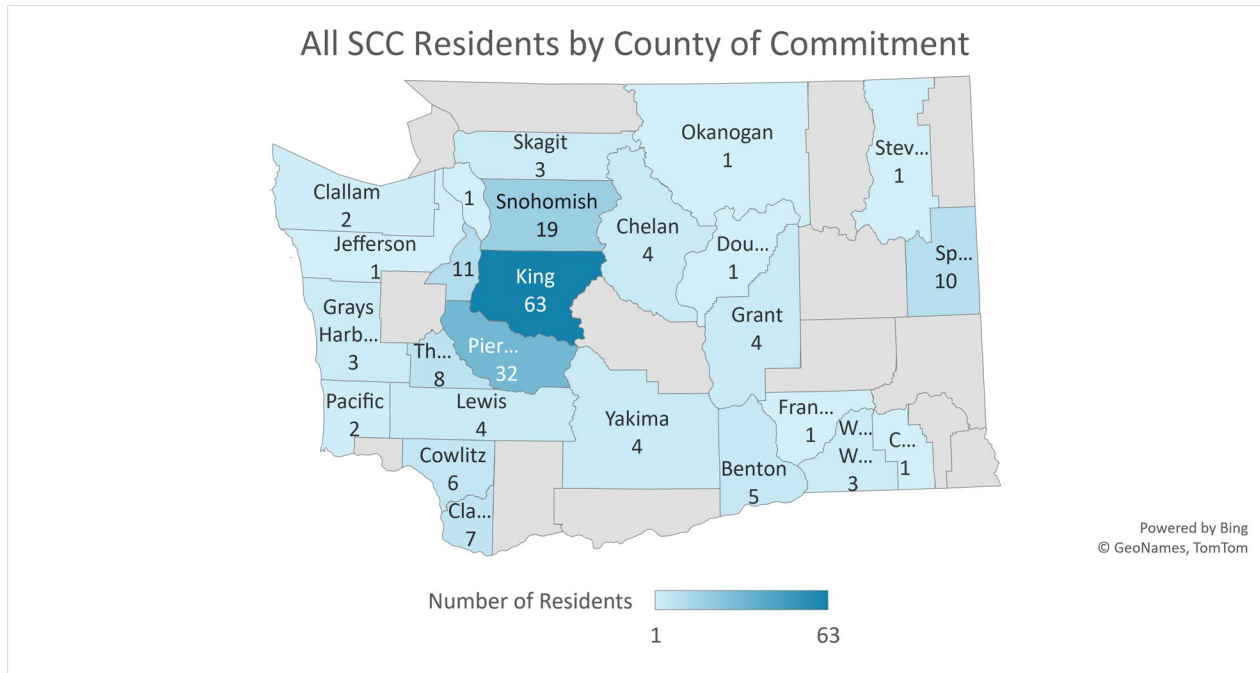 All SCC Residents by County of Commitment
Okanogan
1
Skagit
3
Stev...
1
Clallam
2
1
Snohomish
19
Chelan
4
Jefferson
1
Dou...
1
Sp...
10
11
King
63
Grays
Harb...
3
Grant
4
Th...
8
Pier...
32
Pacific
2
Lewis
4
Yakima
4
Fran...
1
W...
W...
3
C...
1
Cowlitz
6
Benton
5
Cla...
7
Powered by Bing
© GeoNames, TomTom
Number of Residents
1
63